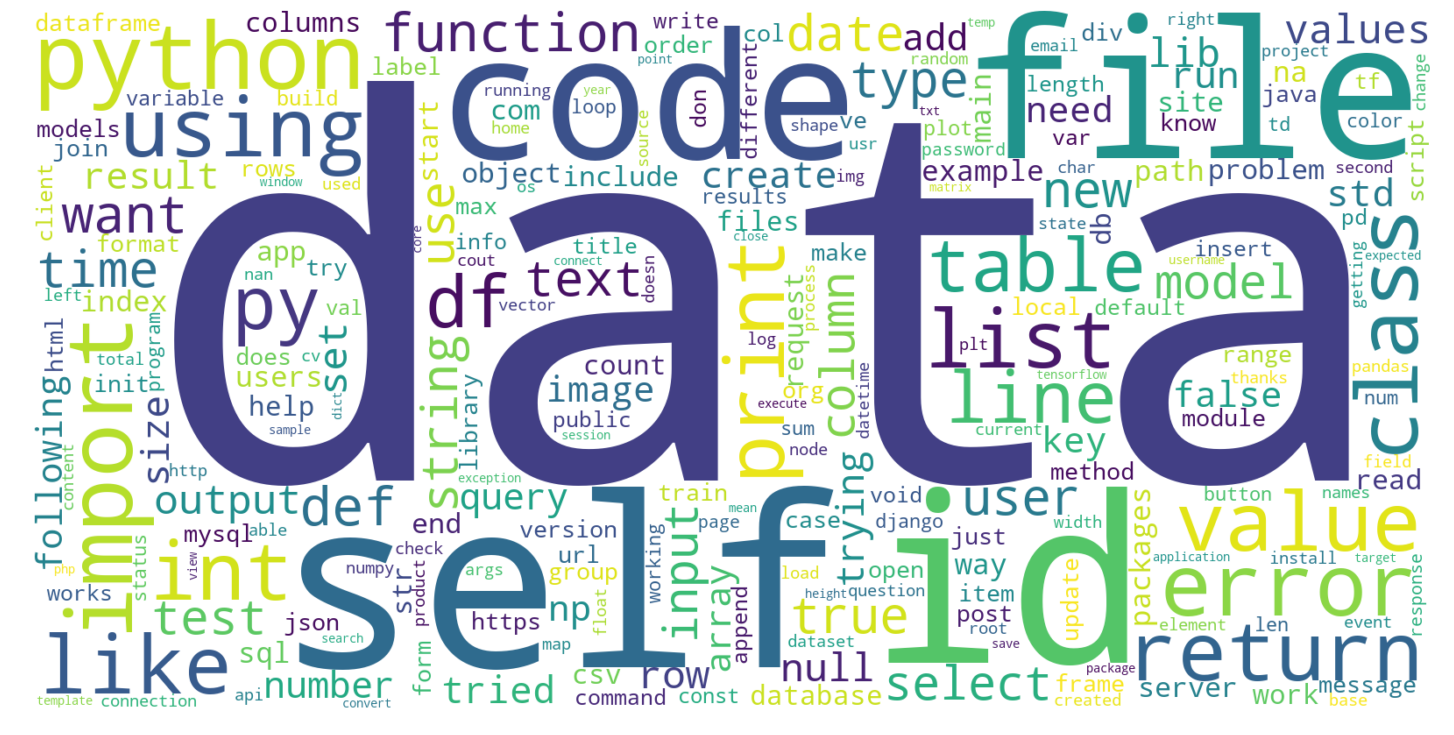 dataframe
columns
function
write
order
col
date
add
email
div
right
lib
values
python
label
point
random
temp
project
variable
build
com
running
year
loop
don
different
type
code
file
run
length
need
na
java
tf
change
models
join
using
start
home
source
shape
ve
txt
plot
main
site
know
var
td
color
script
result
rows
window
used
object
os
include
create
img
usr
password
example
char
path
problem
second
client
want
use
max
results
files
matrix
new
std
pd
format
app
try
info
core
cout
title
connect
close
make
state
db
insert
username
getting
expected
time
nan
text
doesn
data
table
model
class
left
index
val
py
df
vector
print
process
request
local
default
html
import
program
set
string
log
column
list
plt
range
total
does
cv
users
count
org
line
tensorflow
thanks
pandas
init
dict
help
image
execute
datetime
false
num
following
size
sample
library
public
session
sum
node
current
key
module
content
http
exception
method
field
read
output
def
query
train
void
user
button
names
mysql
able
end
version
page
mean
case
trying
django
just
width
packages
value
status
int
view
check
numpy
url
input
working
application
install
target
php
works
test
str
product
args
group
float
load
open
way
update
error
response
self
id
json
https
np
array
append
true
height
question
item
post
element
len
event
like
sql
search
form
map
dataset
root
save
package
return
api
number
tried
csv
row
null
select
frame
server
work
message
template
connection
convert
command
const
database
created
base